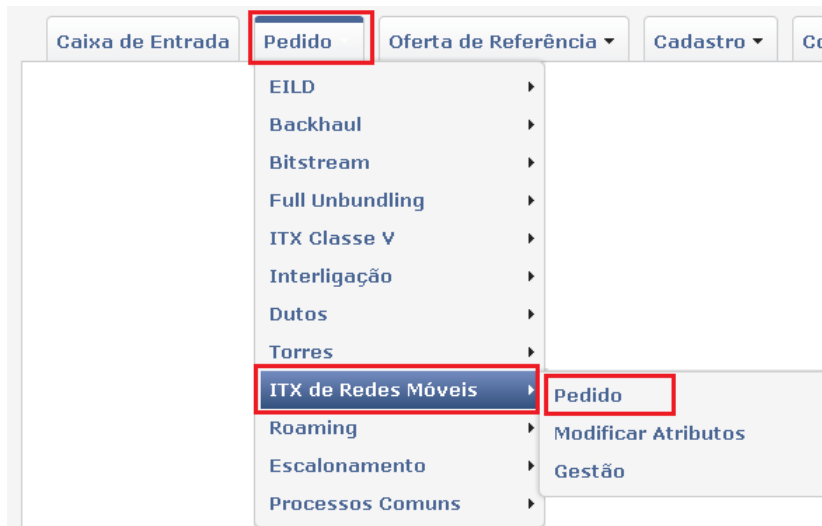 Caixa de Entrada Pedido Oferta de Referência Cadastro
EILD
Backhaul
Bitstream
Full Unbundling
ITX Classe V
Interligação
Dutos
Torres
ITX de Redes Móveis
Pedido
Roaming
Modificar Atributos
Escalonamento
Gestão
Processos Comuns